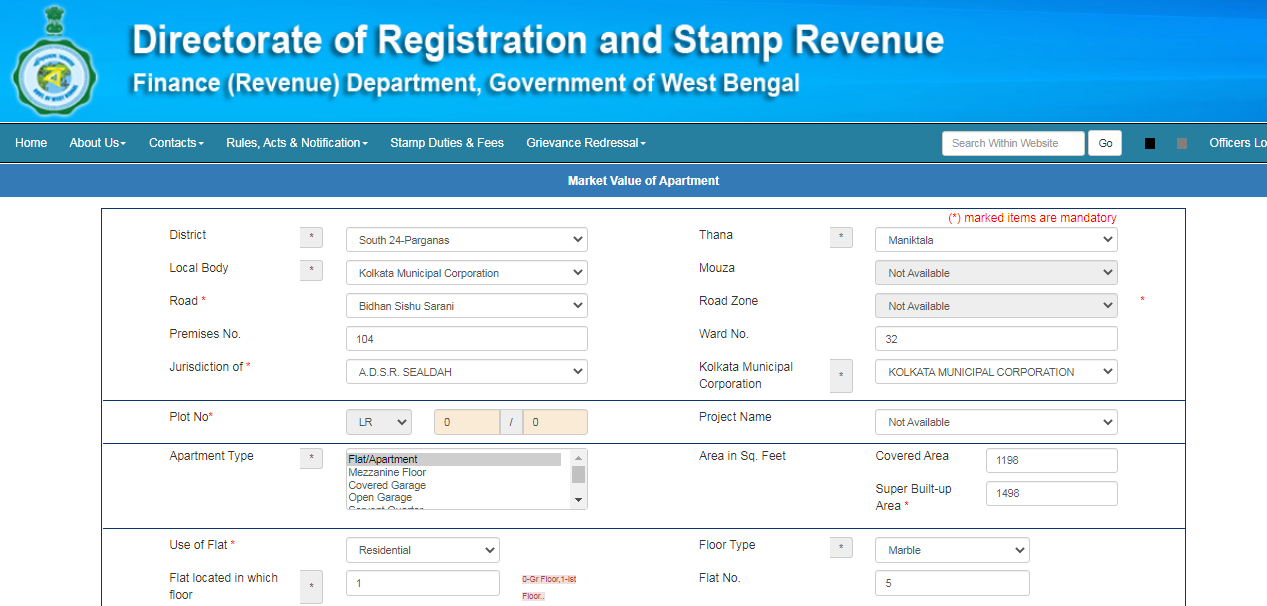 Directorate of Registration and Stamp Revenue
Finance (Revenue) Department, Government of West Bengal
Home About Us Contacts Rules, Acts & Notification Stamp Duties & Fees Grievance Redressal Search Within Website Go Officers Lo
Market Value of Apartment
(*) marked items are mandatory
District * South 24-Parganas Thana * Maniktala
Local Body * Kolkata Municipal Corporation Mouza Not Available
Road * Bidhan Sishu Sarani Road Zone Not Available *
Premises No. 104 Ward No. 32
Jurisdiction of * A.D.S.R. SEALDAH Kolkata Municipal Corporation * KOLKATA MUNICIPAL CORPORATION
Plot No* LR 0 / 0 Project Name Not Available
Apartment Type * Flat/Apartment Area in Sq. Feet Covered Area 1198
Mezzanine Floor
Covered Garage Super Built-up Area * 1498
Open Garage
Servant Quarter
Use of Flat * Residential Floor Type * Marble
Flat located in which floor * 1 0-Gr Floor,1-Ist Floor.. Flat No. 5